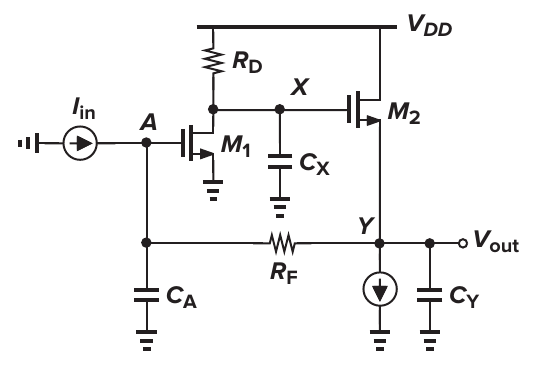 V_DD
R_D
X
I_in
A
M_1
M_2
C_X
Y
V_out
R_F
C_A
C_Y